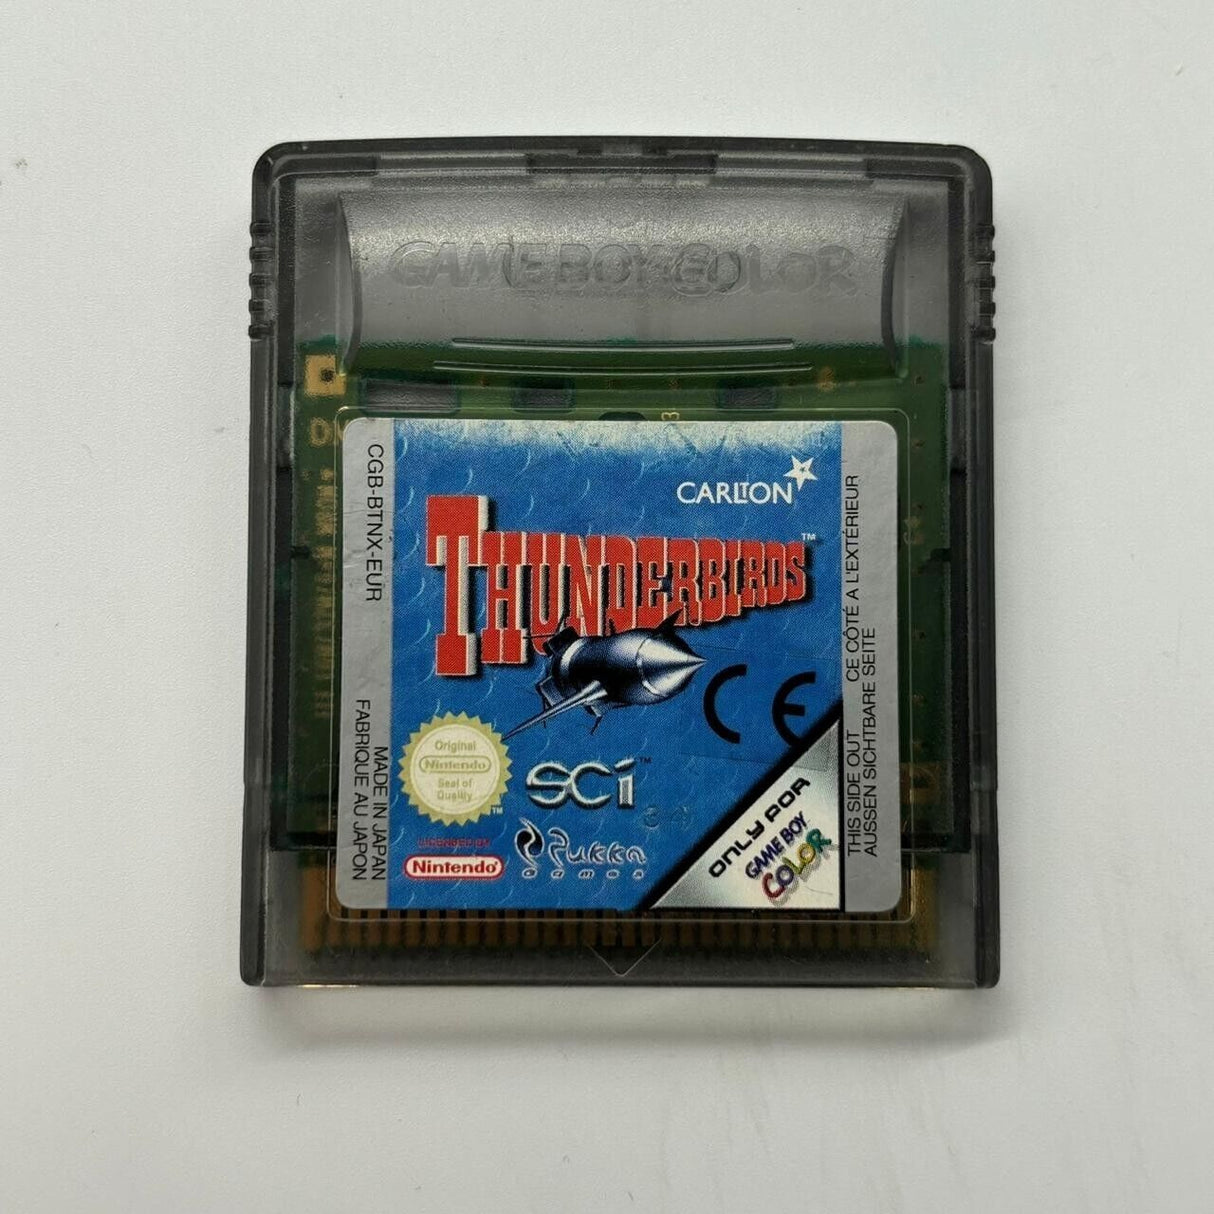 GAME BOY COLOR
CGB-BTNX-EUR
MADE IN JAPAN
FABRIQUE AU JAPON
CARLTON
THUNDERBIRDS™
CE
Original
Nintendo
Seal of
Quality
TM
SCi™
LICENSED BY
Nintendo
Pukka
GAMES
ONLY FOR
GAME BOY
COLOR
THIS SIDE OUT CE CÔTÉ A L'EXTÉRIEUR
AUSSEN SICHTBARE SEITE